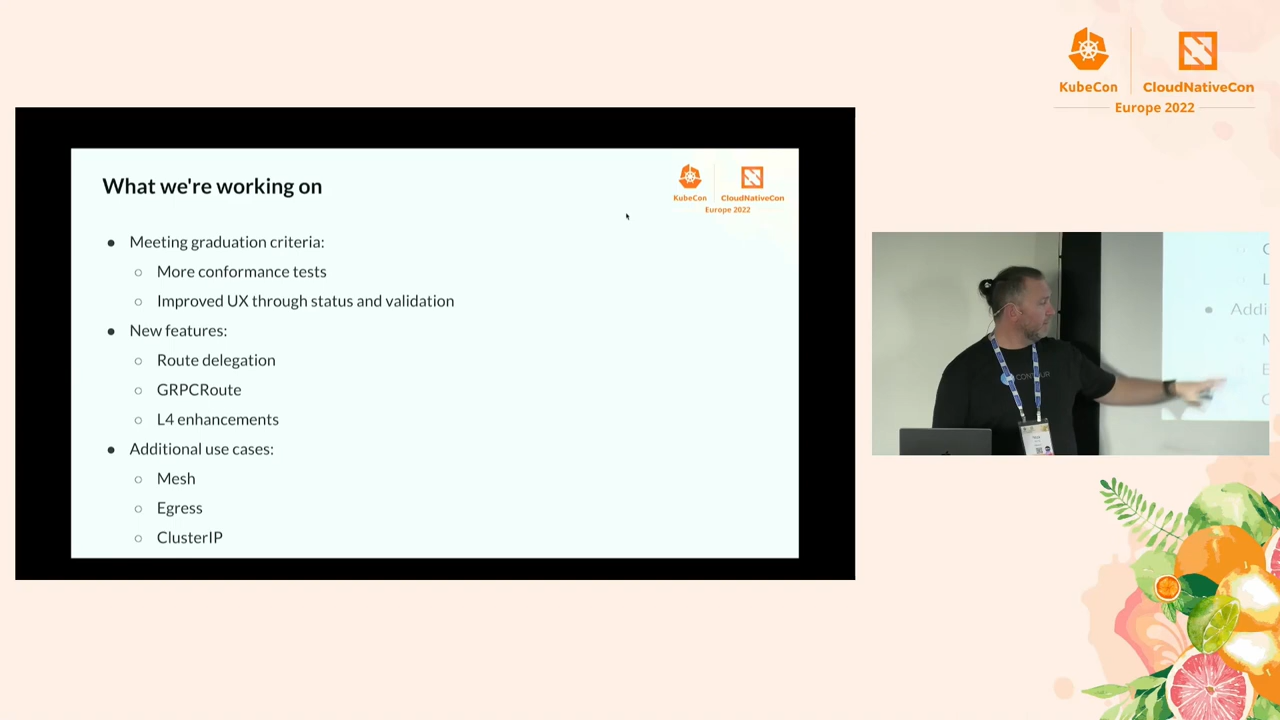 KubeCon
CloudNativeCon
Europe 2022
What we're working on
KubeCon
CloudNativeCon
Europe 2022
● Meeting graduation criteria:
○ More conformance tests
○ Improved UX through status and validation
● New features:
○ Route delegation
○ GRPCRoute
○ L4 enhancements
● Additional use cases:
○ Mesh
○ Egress
○ ClusterIP
CONTOUR
● Addi